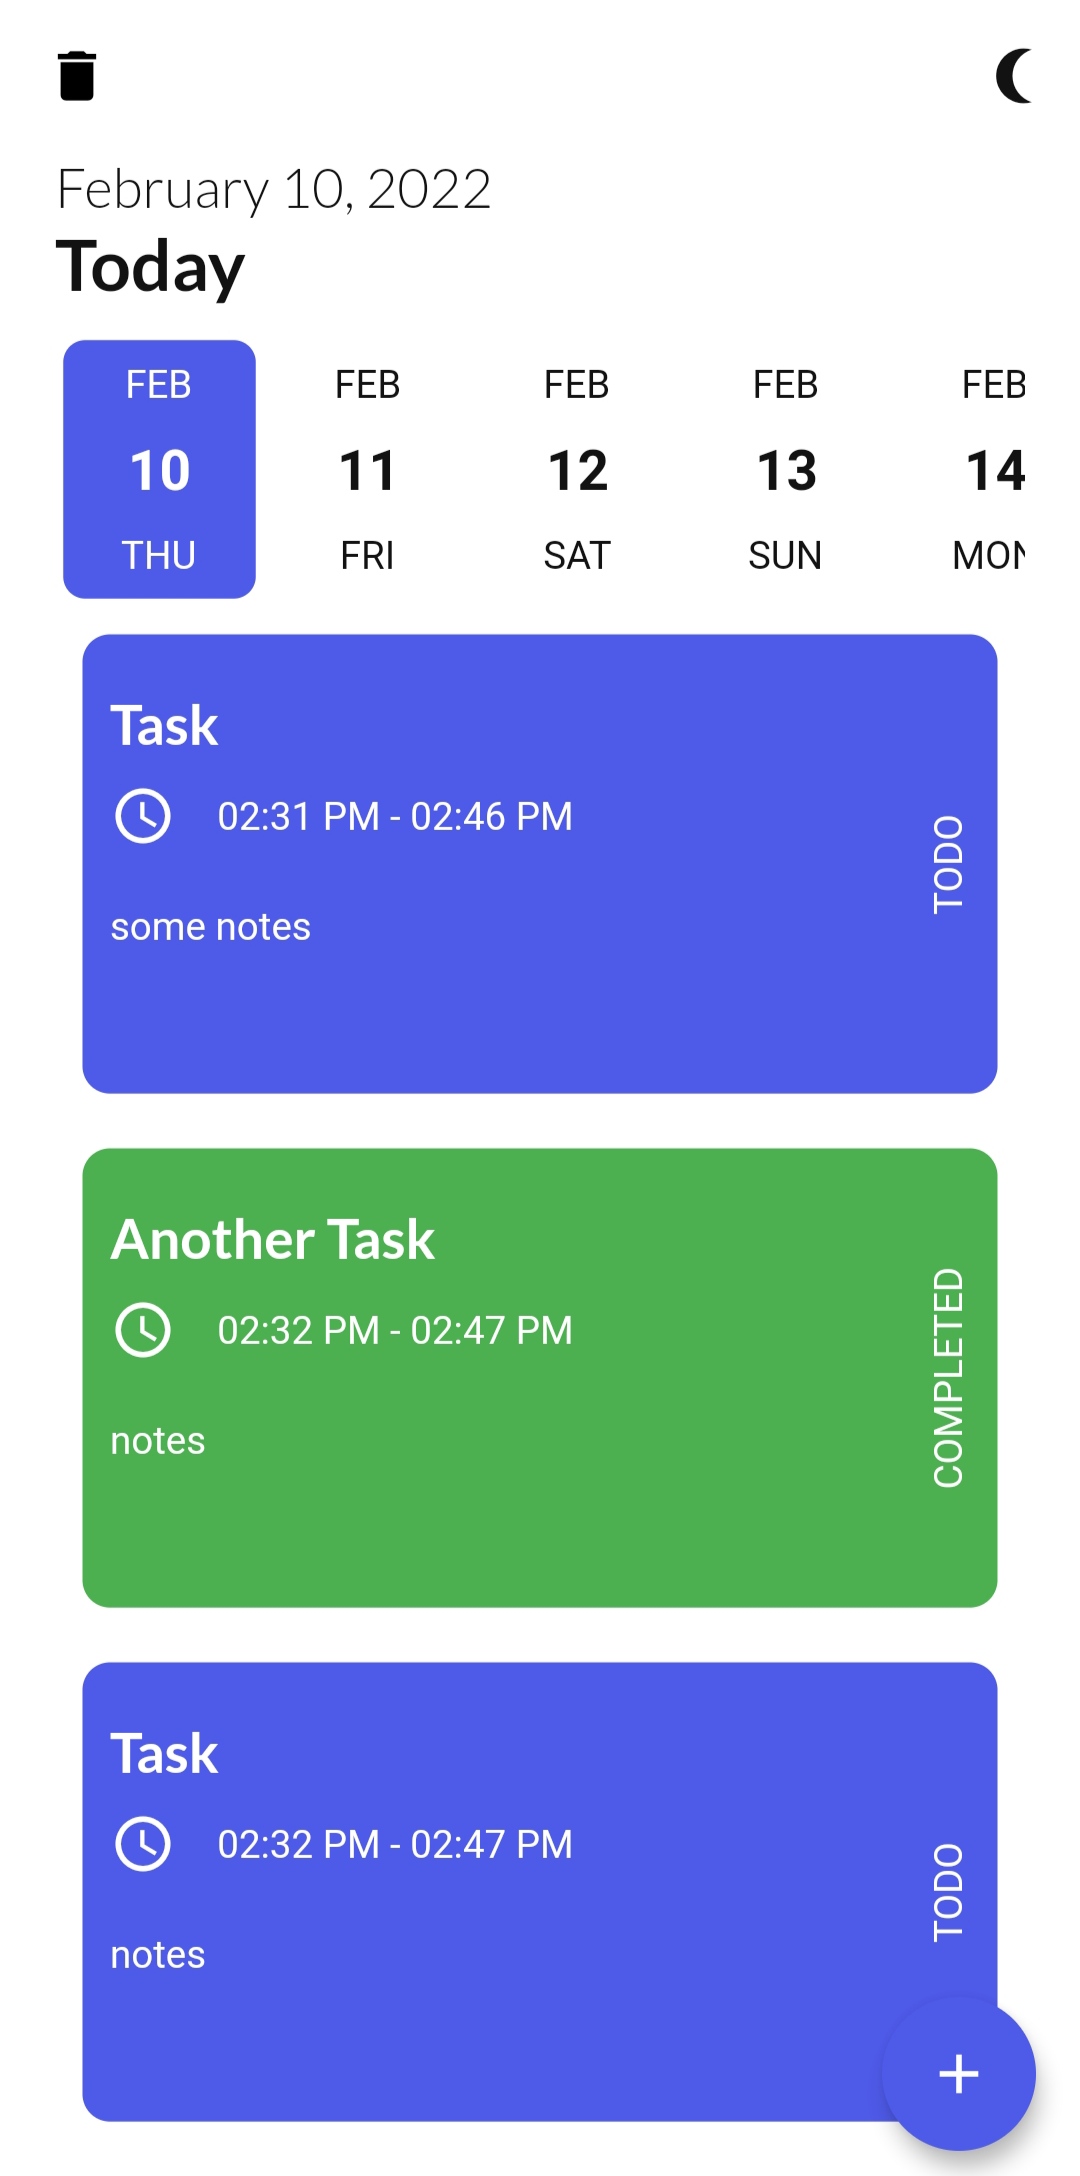 February 10, 2022
Today
FEB FEB FEB FEB FEB
10 11 12 13 14
THU FRI SAT SUN MON
Task
02:31 PM - 02:46 PM
TODO
some notes
Another Task
02:32 PM - 02:47 PM
COMPLETED
notes
Task
02:32 PM - 02:47 PM
TODO
notes